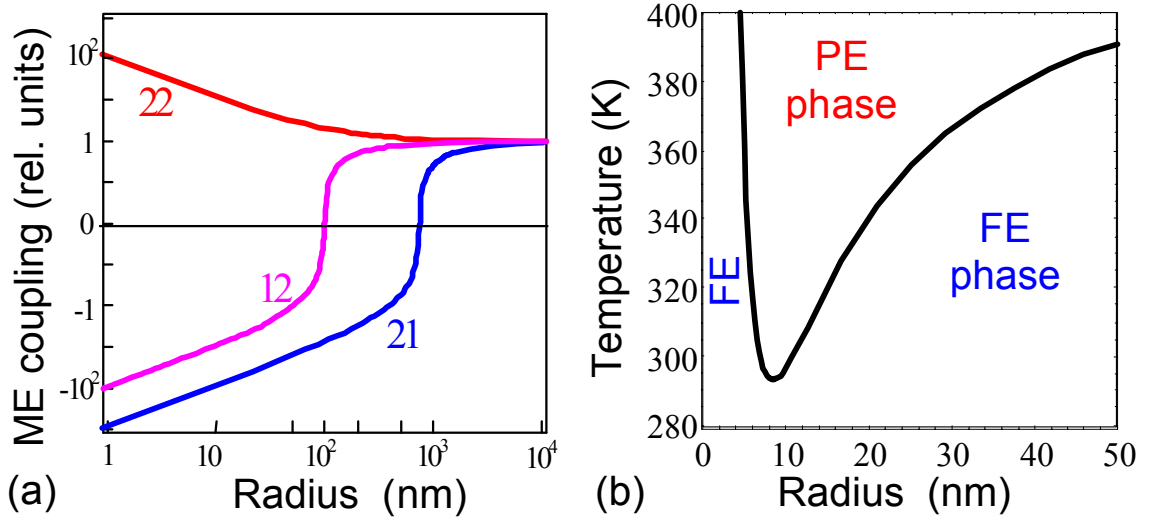 ME coupling (rel. units)
10²
1
0
-1
-10²
22
12
21
1
10
10²
10³
10⁴
Radius (nm)
(a)
Temperature (K)
400
380
360
340
320
300
280
PE
phase
FE
FE
phase
0
10
20
30
40
50
Radius (nm)
(b)